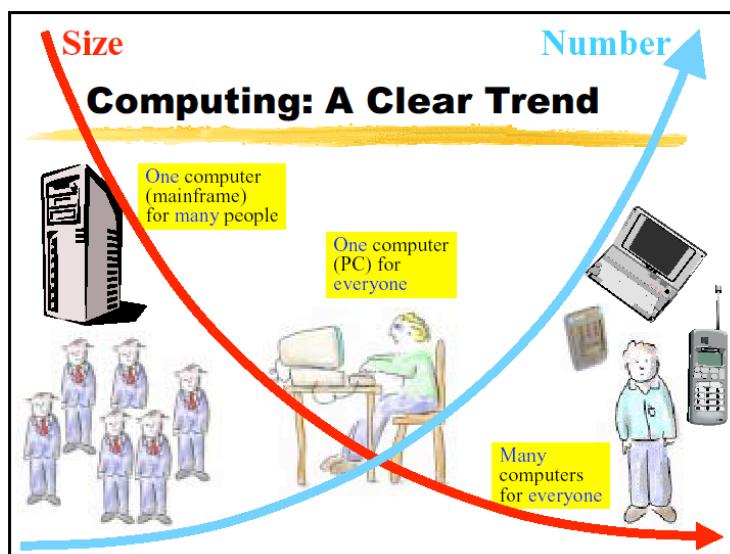 Size
Number
Computing: A Clear Trend
One computer
(mainframe)
for many people
One computer
(PC) for
everyone
Many
computers
for everyone